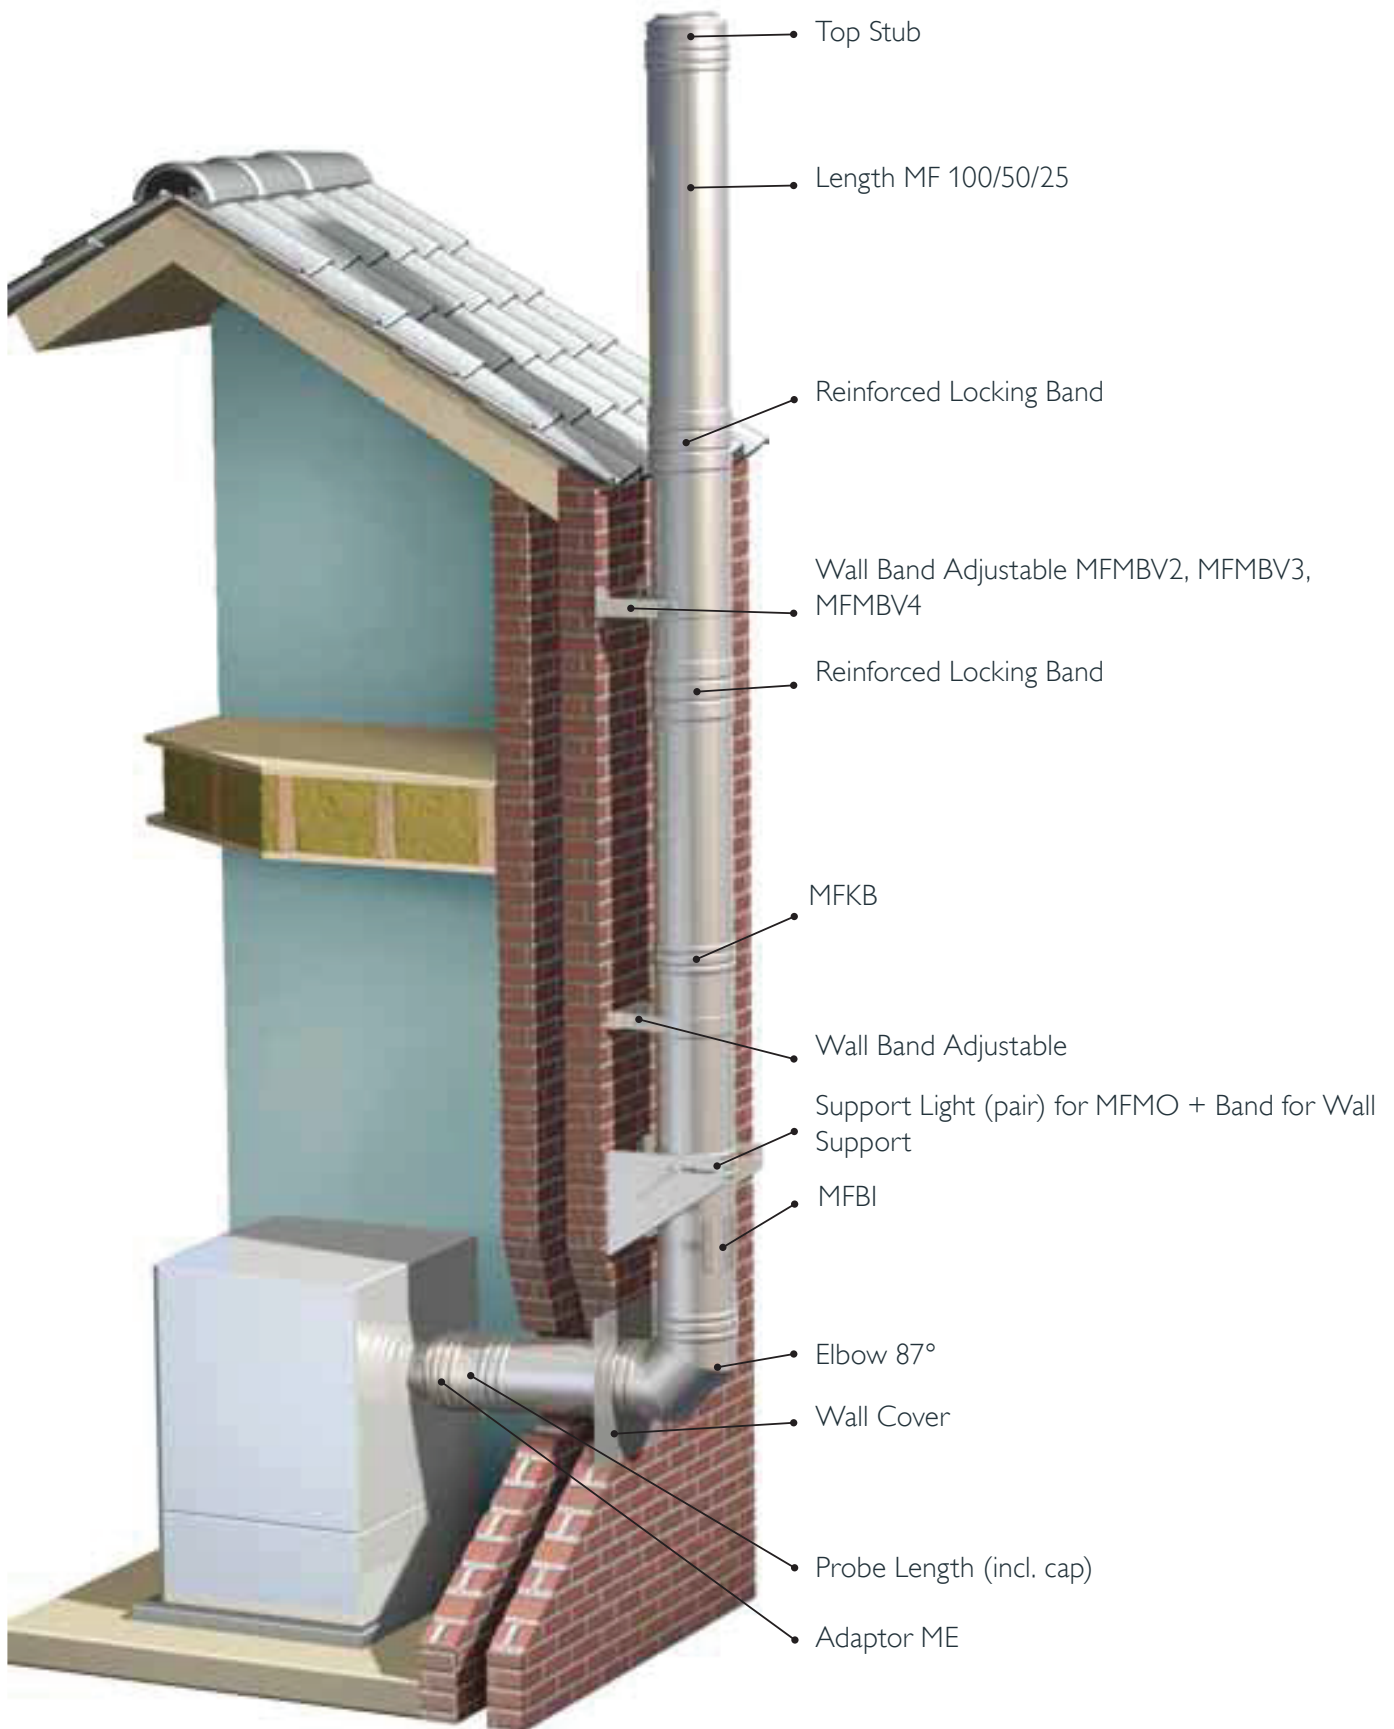 Top Stub
Length MF 100/50/25
Reinforced Locking Band
Wall Band Adjustable MFMBV2, MFMBV3,
MFMBV4
Reinforced Locking Band
MFKB
Wall Band Adjustable
Support Light (pair) for MFMO + Band for Wall
Support
MFBI
Elbow 87°
Wall Cover
Probe Length (incl. cap)
Adaptor ME